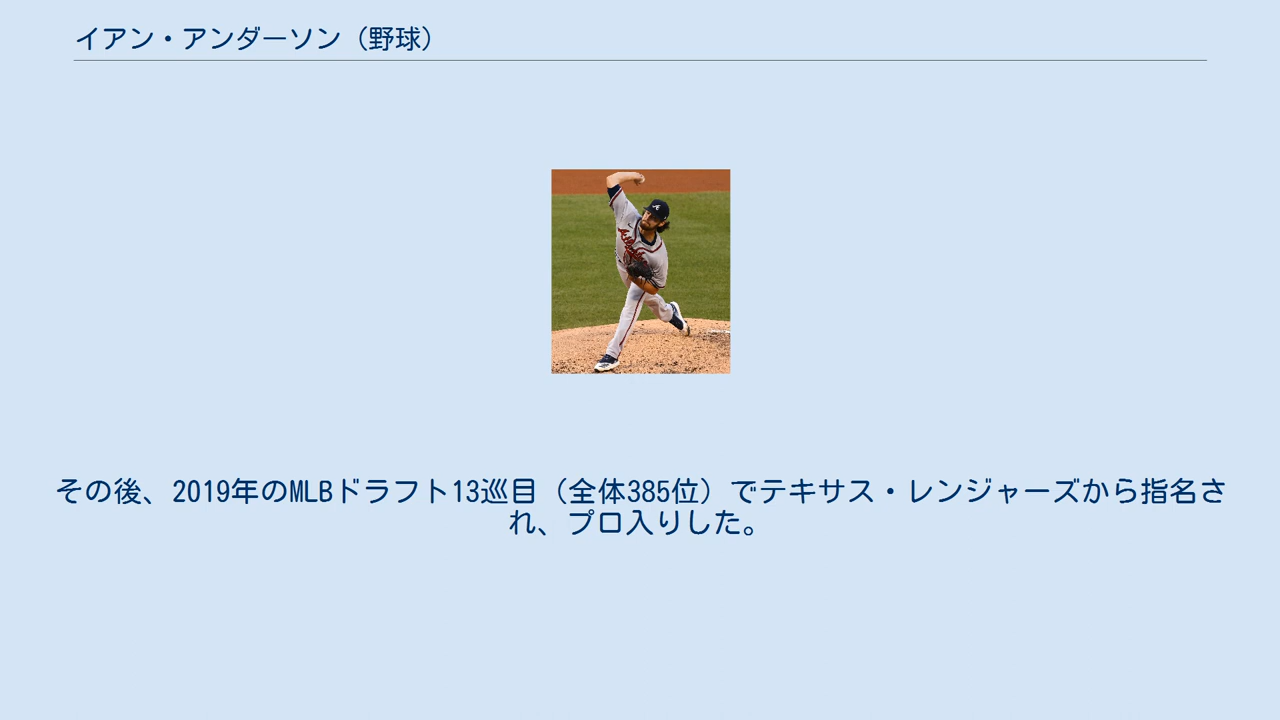 イアン・アンダーソン（野球）
その後、2019年のMLBドラフト13巡目（全体385位）でテキサス・レンジャーズから指名さ
れ、プロ入りした。